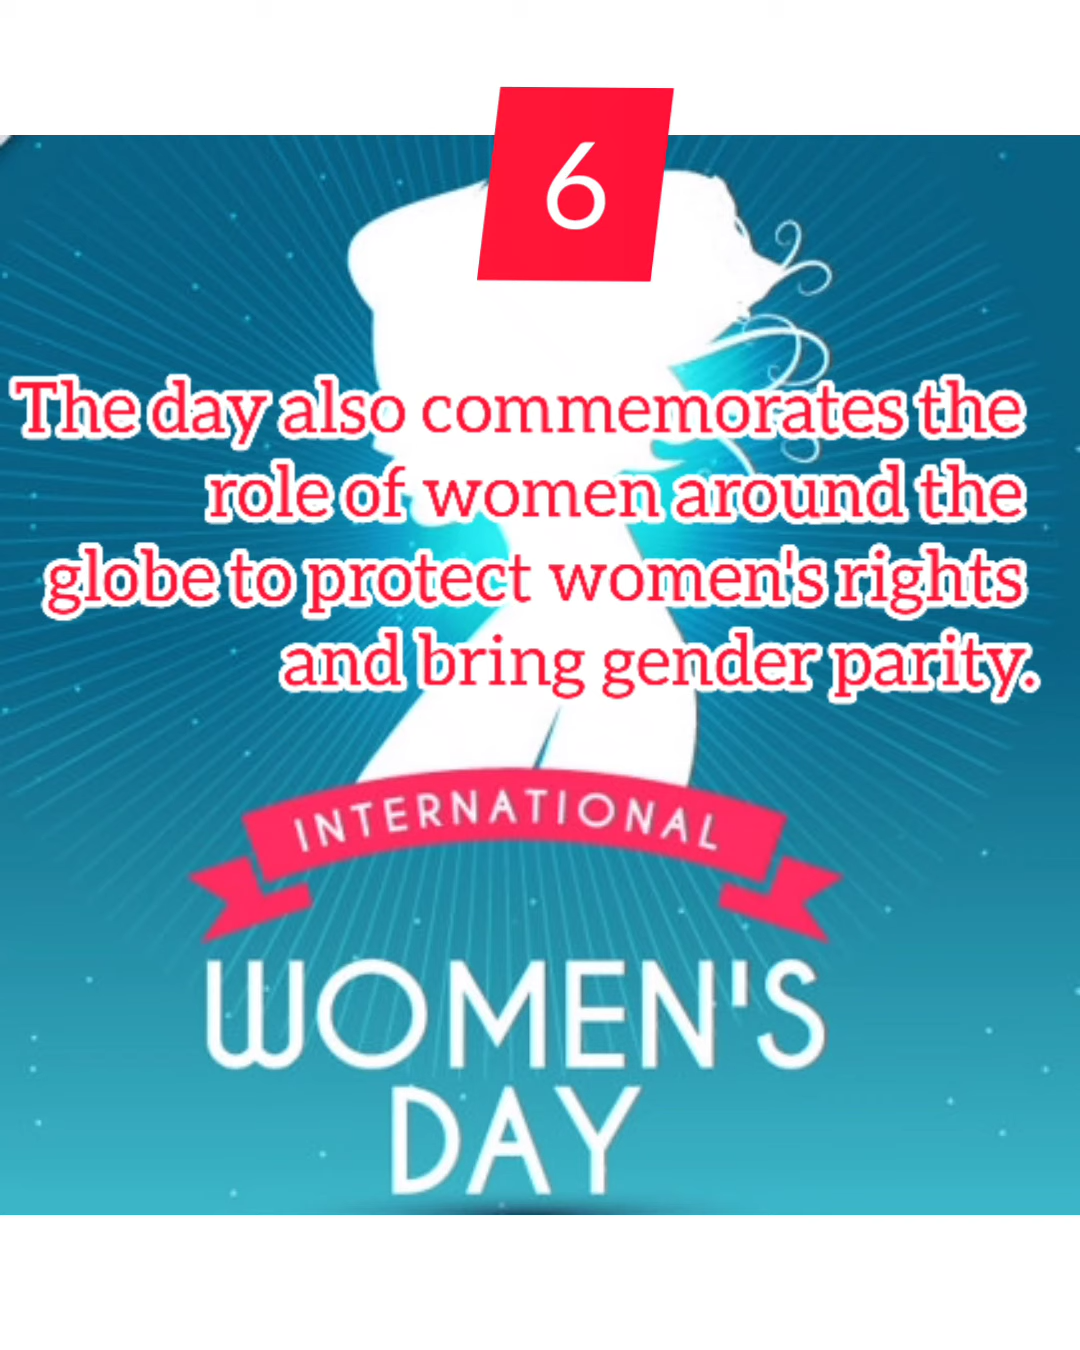 6
The day also commemorates the
role of women around the
globe to protect women's rights
and bring gender parity.
INTERNATIONAL
WOMEN'S
DAY